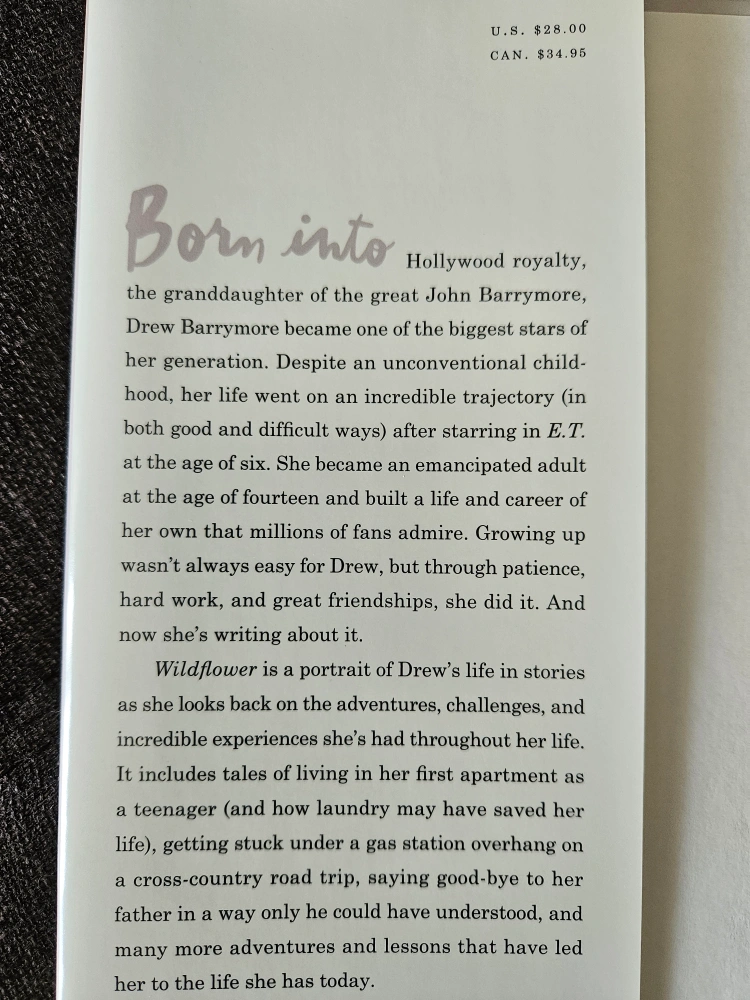 U.S. $28.00
CAN. $34.95
Born into Hollywood royalty,
the granddaughter of the great John Barrymore,
Drew Barrymore became one of the biggest stars of
her generation. Despite an unconventional child-
hood, her life went on an incredible trajectory (in
both good and difficult ways) after starring in E.T.
at the age of six. She became an emancipated adult
at the age of fourteen and built a life and career of
her own that millions of fans admire. Growing up
wasn't always easy for Drew, but through patience,
hard work, and great friendships, she did it. And
now she's writing about it.
Wildflower is a portrait of Drew's life in stories
as she looks back on the adventures, challenges, and
incredible experiences she's had throughout her life.
It includes tales of living in her first apartment as
a teenager (and how laundry may have saved her
life), getting stuck under a gas station overhang on
a cross-country road trip, saying good-bye to her
father in a way only he could have understood, and
many more adventures and lessons that have led
her to the life she has today.